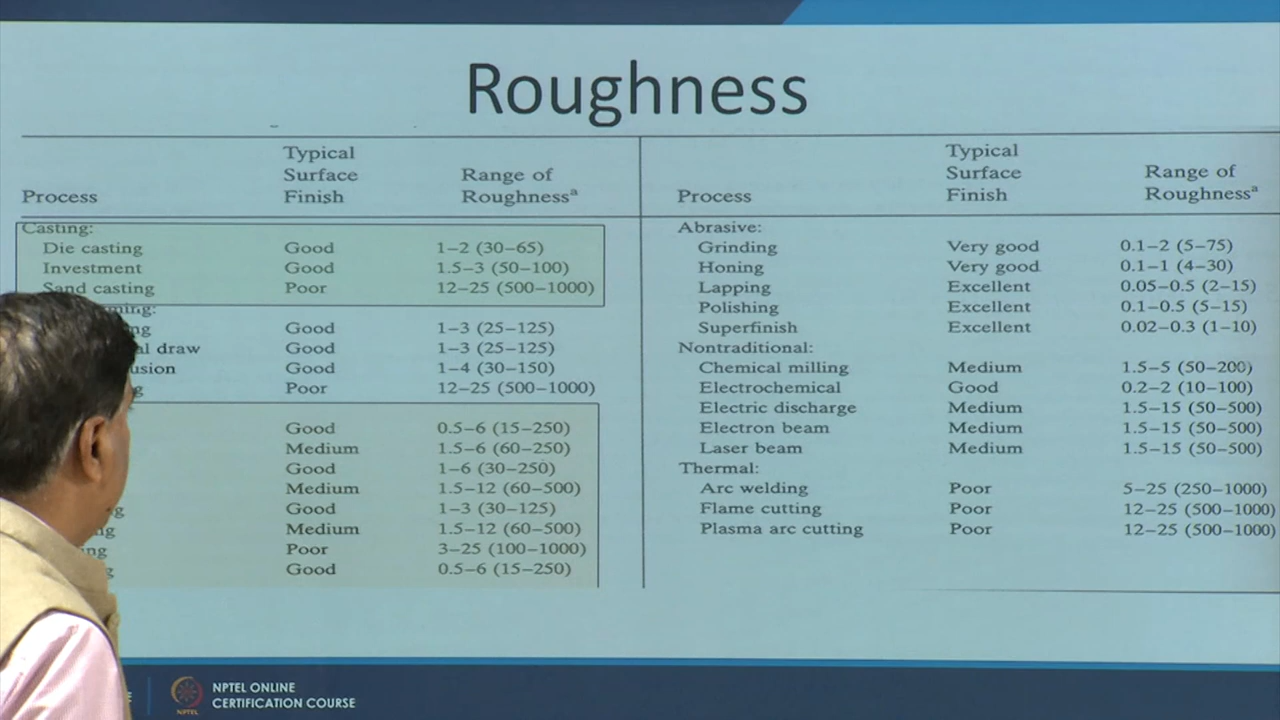 Roughness
Process Typical Surface Finish Range of Roughnessᵃ
Casting:
Die casting Good 1–2 (30–65)
Investment Good 1.5–3 (50–100)
Sand casting Poor 12–25 (500–1000)
Good 1–3 (25–125)
draw Good 1–3 (25–125)
Good 1–4 (30–150)
Poor 12–25 (500–1000)
Good 0.5–6 (15–250)
Medium 1.5–6 (60–250)
Good 1–6 (30–250)
Medium 1.5–12 (60–500)
Good 1–3 (30–125)
Medium 1.5–12 (60–500)
Poor 3–25 (100–1000)
Good 0.5–6 (15–250)
Process Typical Surface Finish Range of Roughnessᵃ
Abrasive:
Grinding Very good 0.1–2 (5–75)
Honing Very good 0.1–1 (4–30)
Lapping Excellent 0.05–0.5 (2–15)
Polishing Excellent 0.1–0.5 (5–15)
Superfinish Excellent 0.02–0.3 (1–10)
Nontraditional:
Chemical milling Medium 1.5–5 (50–200)
Electrochemical Good 0.2–2 (10–100)
Electric discharge Medium 1.5–15 (50–500)
Electron beam Medium 1.5–15 (50–500)
Laser beam Medium 1.5–15 (50–500)
Thermal:
Arc welding Poor 5–25 (250–1000)
Flame cutting Poor 12–25 (500–1000)
Plasma arc cutting Poor 12–25 (500–1000)
NPTEL
NPTEL ONLINE
CERTIFICATION COURSE